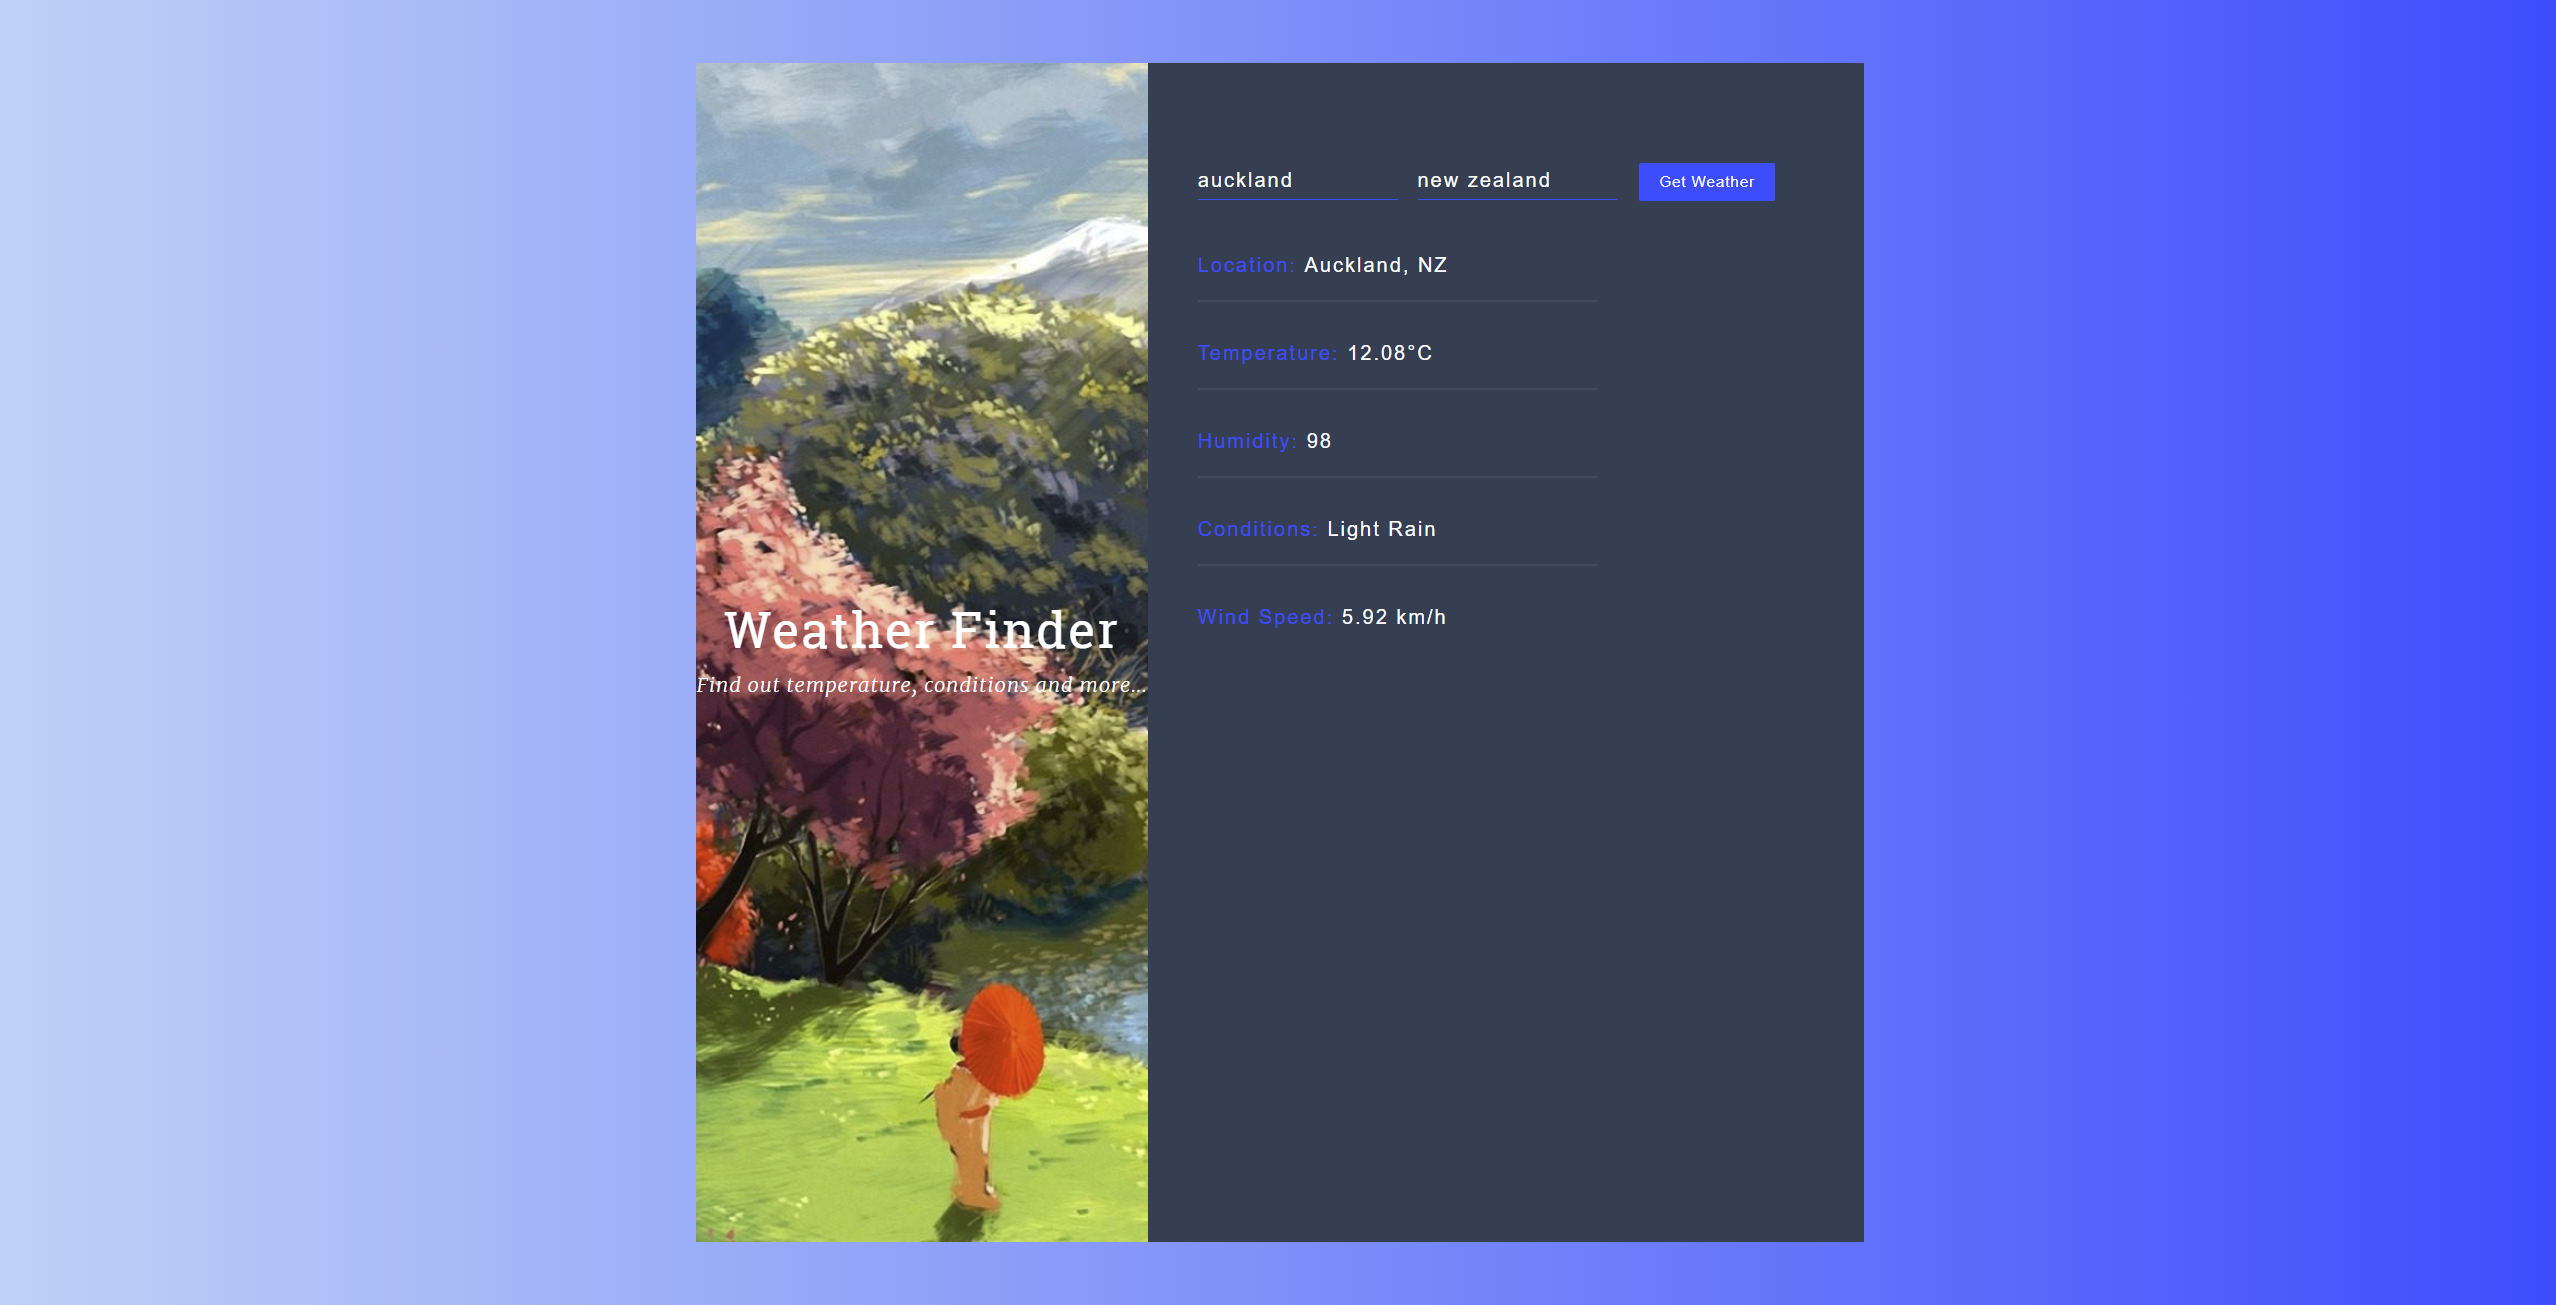 Weather Finder
Find out temperature, conditions and more...
auckland
new zealand
Get Weather
Location: Auckland, NZ
Temperature: 12.08°C
Humidity: 98
Conditions: Light Rain
Wind Speed: 5.92 km/h